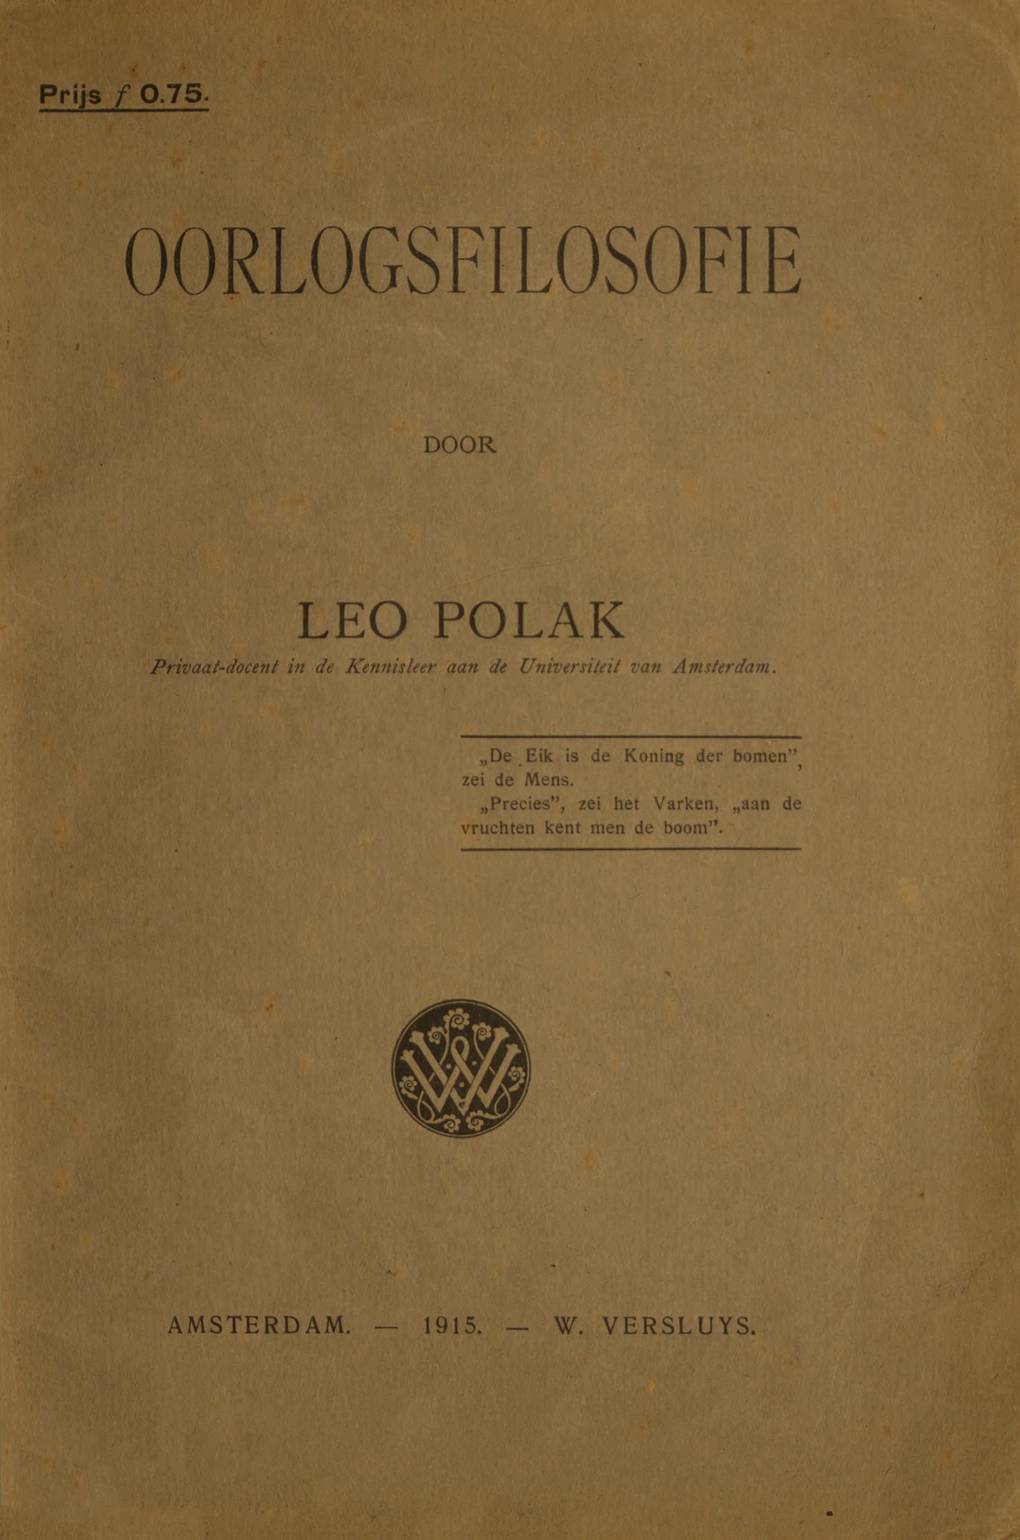 Prijs ƒ 0.75.
OORLOGSFILOSOFIE
DOOR
LEO POLAK
Privaat-docent in de Kennisleer aan de Universiteit van Amsterdam.
„De Eik is de Koning der bomen”,
zei de Mens.
„Precies”, zei het Varken, „aan de
vruchten kent men de boom”.
AMSTERDAM. — 1915. — W. VERSLUYS.